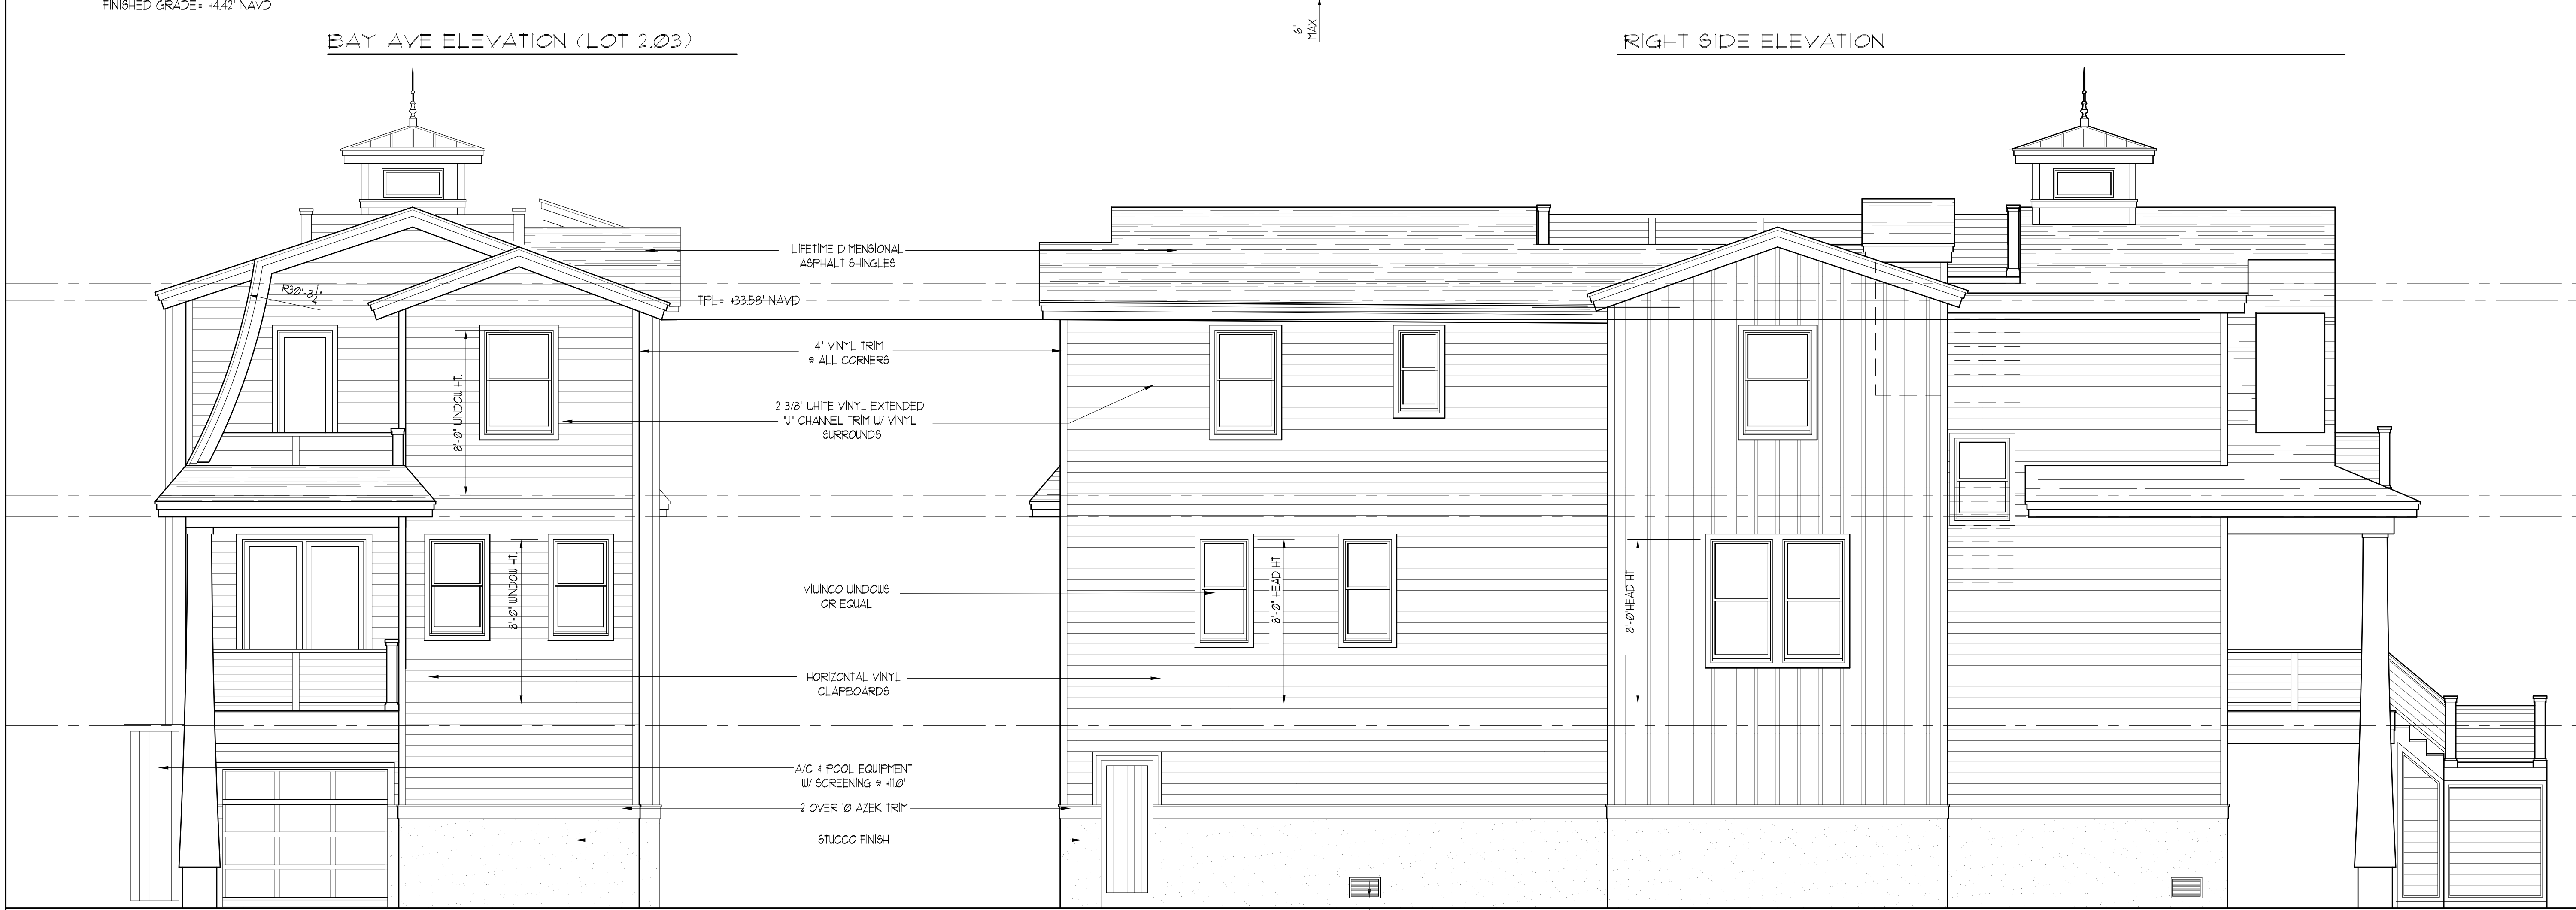 FINISHED GRADE= +4.42' NAVD
6'
MAX
BAY AVE ELEVATION (LOT 2.03)
RIGHT SIDE ELEVATION
LIFETIME DIMENSIONAL
ASPHALT SHINGLES
R30'-8 1/4"
TPL= +33.58' NAVD
4" VINYL TRIM
@ ALL CORNERS
8'-0" WINDOW HT.
2 3/8" WHITE VINYL EXTENDED
"J" CHANNEL TRIM W/ VINYL
SURROUNDS
8'-0" WINDOW HT.
VIWINCO WINDOWS
OR EQUAL
8'-0" HEAD HT
8'-0" HEAD HT
HORIZONTAL VINYL
CLAPBOARDS
A/C & POOL EQUIPMENT
W/ SCREENING @ +11.0'
2 OVER 10 AZEK TRIM
STUCCO FINISH